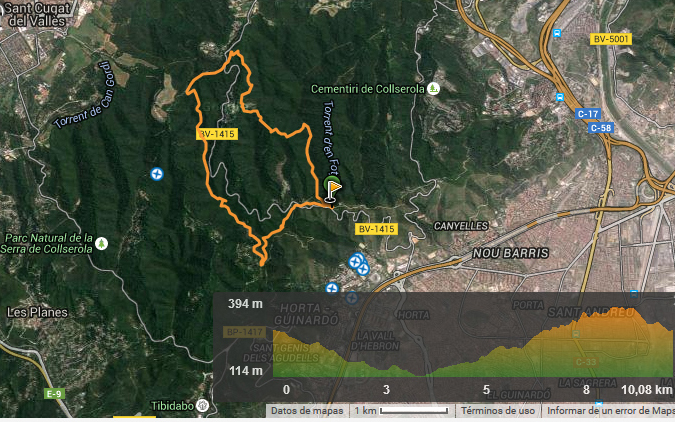 Sant Cugat
del Vallès
BV-5001
Torrent de Can Gordi
Cementiri de Collserola
C-17
C-58
BV-1415
Torrent d'en Fot
BV-1415
CANYELLES
Parc Natural de la
Serra de Collserola
NOU BARRIS
Les Planes
394 m
HORTA
GUINARDÓ
HORTA
PORTA
SANT ANDREU
BP-1417
SANT GENÍS
DELS AGUDELLS
LA VALL
D'HEBRON
C-33
114 m
LA SAGRERA
EL GUINARDÓ
0
3
5
8
10,08 km
E-9
Tibidabo
Datos de mapas
1 km
Términos de uso
Informar de un error de Maps